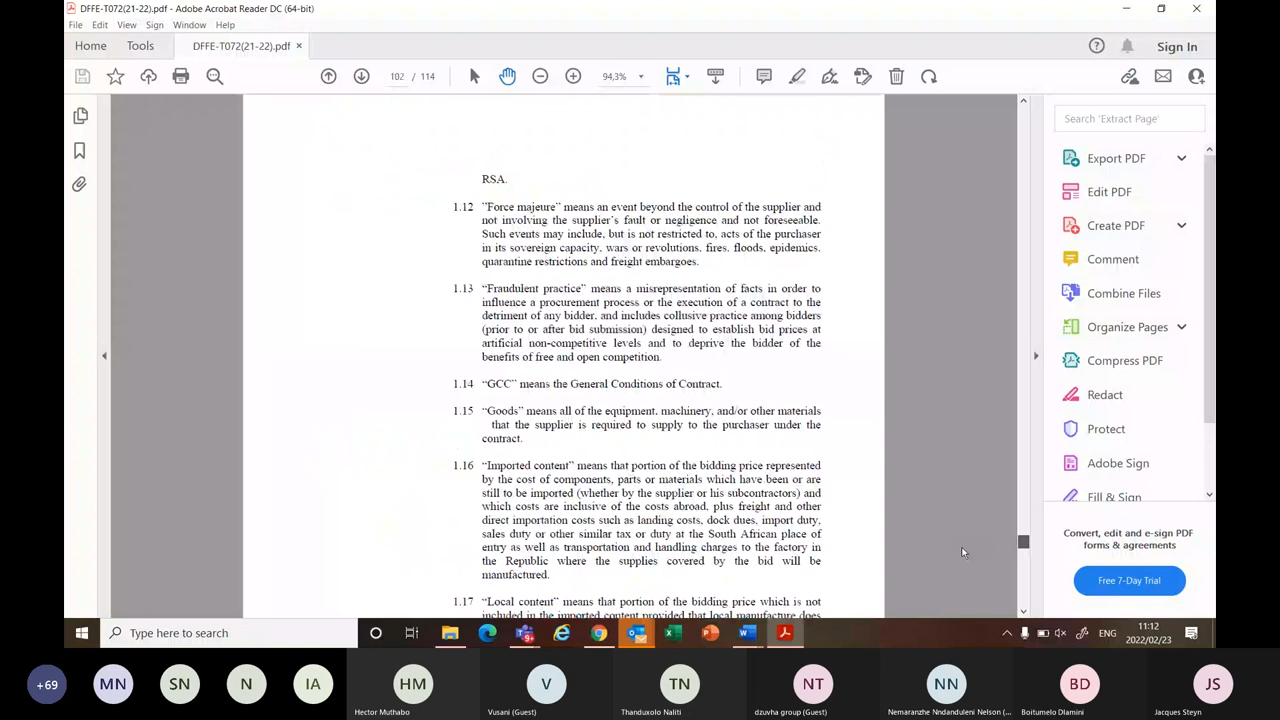 DFFE-T072(21-22).pdf - Adobe Acrobat Reader DC (64-bit)
File Edit View Sign Window Help
Home Tools DFFE-T072(21-22).pdf × Sign In
102 / 114 94,3%
RSA.
1.12 "Force majeure" means an event beyond the control of the supplier and
not involving the supplier's fault or negligence and not foreseeable.
Such events may include, but is not restricted to, acts of the purchaser
in its sovereign capacity, wars or revolutions, fires, floods, epidemics,
quarantine restrictions and freight embargoes.
1.13 "Fraudulent practice" means a misrepresentation of facts in order to
influence a procurement process or the execution of a contract to the
detriment of any bidder, and includes collusive practice among bidders
(prior to or after bid submission) designed to establish bid prices at
artificial non-competitive levels and to deprive the bidder of the
benefits of free and open competition.
1.14 "GCC" means the General Conditions of Contract.
1.15 "Goods" means all of the equipment, machinery, and/or other materials
that the supplier is required to supply to the purchaser under the
contract.
1.16 "Imported content" means that portion of the bidding price represented
by the cost of components, parts or materials which have been or are
still to be imported (whether by the supplier or his subcontractors) and
which costs are inclusive of the costs abroad, plus freight and other
direct importation costs such as landing costs, dock dues, import duty,
sales duty or other similar tax or duty at the South African place of
entry as well as transportation and handling charges to the factory in
the Republic where the supplies covered by the bid will be
manufactured.
1.17 "Local content" means that portion of the bidding price which is not
included in the imported content provided that local manufacture does
Search 'Extract Page'
Export PDF
Edit PDF
Create PDF
Comment
Combine Files
Organize Pages
Compress PDF
Redact
Protect
Adobe Sign
Fill & Sign
Convert, edit and e-sign PDF
forms & agreements
Free 7-Day Trial
Type here to search
ENG
11:12
2022/02/23
+69 MN SN N IA HM V TN NT NN BD JS
Hector Muthabo Vusani (Guest) Thanduxolo Naliti dzuvha group (Guest) Nemaranzhe Nndanduleni Nelson (... Boitumelo Dlamini Jacques Steyn